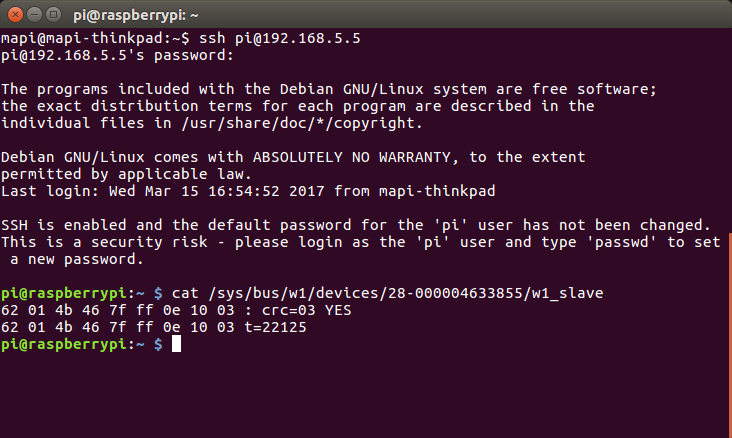 pi@raspberrypi: ~
mapi@mapi-thinkpad:~$ ssh pi@192.168.5.5
pi@192.168.5.5's password:
The programs included with the Debian GNU/Linux system are free software;
the exact distribution terms for each program are described in the
individual files in /usr/share/doc/*/copyright.
Debian GNU/Linux comes with ABSOLUTELY NO WARRANTY, to the extent
permitted by applicable law.
Last login: Wed Mar 15 16:54:52 2017 from mapi-thinkpad
SSH is enabled and the default password for the 'pi' user has not been changed.
This is a security risk - please login as the 'pi' user and type 'passwd' to set
 a new password.
pi@raspberrypi:~ $ cat /sys/bus/w1/devices/28-000004633855/w1_slave
62 01 4b 46 7f ff 0e 10 03 : crc=03 YES
62 01 4b 46 7f ff 0e 10 03 t=22125
pi@raspberrypi:~ $